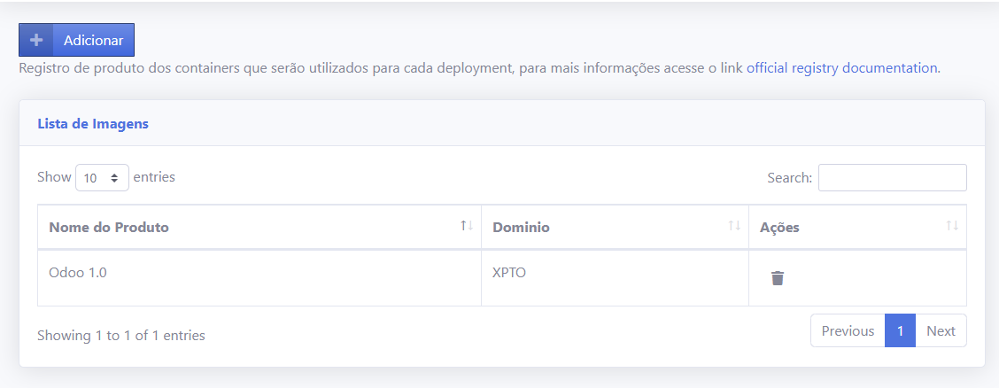 Adicionar
Registro de produto dos containers que serão utilizados para cada deployment, para mais informações acesse o link official registry documentation.
Lista de Imagens
Show 10 entries Search:
Nome do Produto Dominio Ações
Odoo 1.0 XPTO
Showing 1 to 1 of 1 entries Previous 1 Next